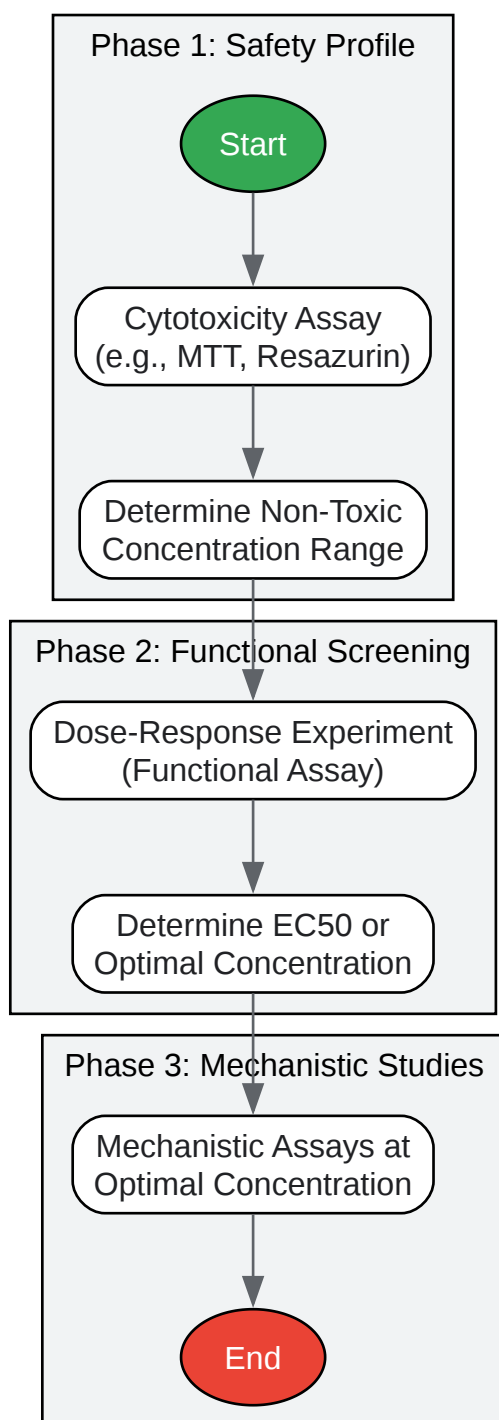 Phase 1: Safety Profile
Start
Cytotoxicity Assay
(e.g., MTT, Resazurin)
Determine Non-Toxic
Concentration Range
Phase 2: Functional Screening
Dose-Response Experiment
(Functional Assay)
Determine EC50 or
Optimal Concentration
Phase 3: Mechanistic Studies
Mechanistic Assays at
Optimal Concentration
End